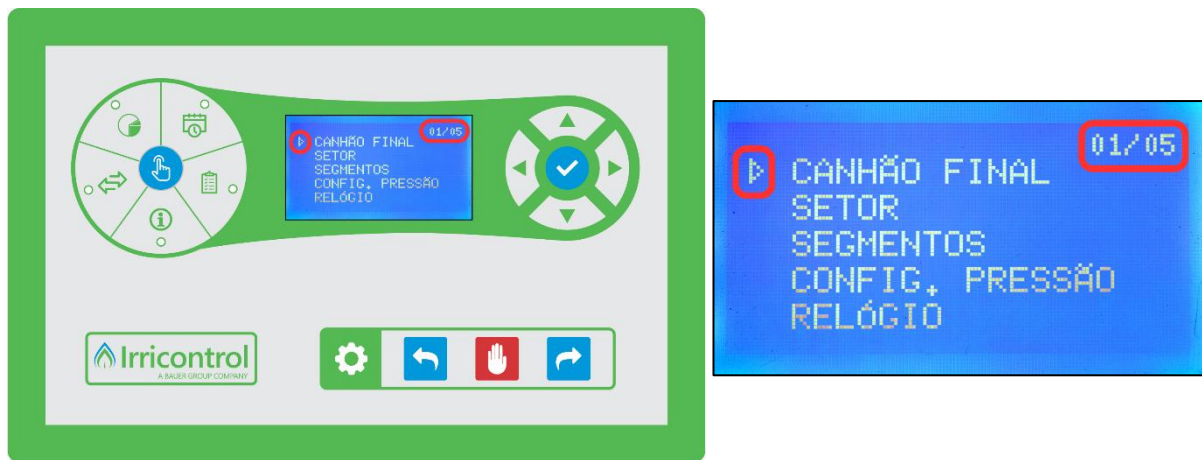 01/05
CANHÃO FINAL
SETOR
SEGMENTOS
CONFIG. PRESSÃO
RELÓGIO
Irricontrol
A BAUER GROUP COMPANY
01/05
CANHÃO FINAL
SETOR
SEGMENTOS
CONFIG. PRESSÃO
RELÓGIO